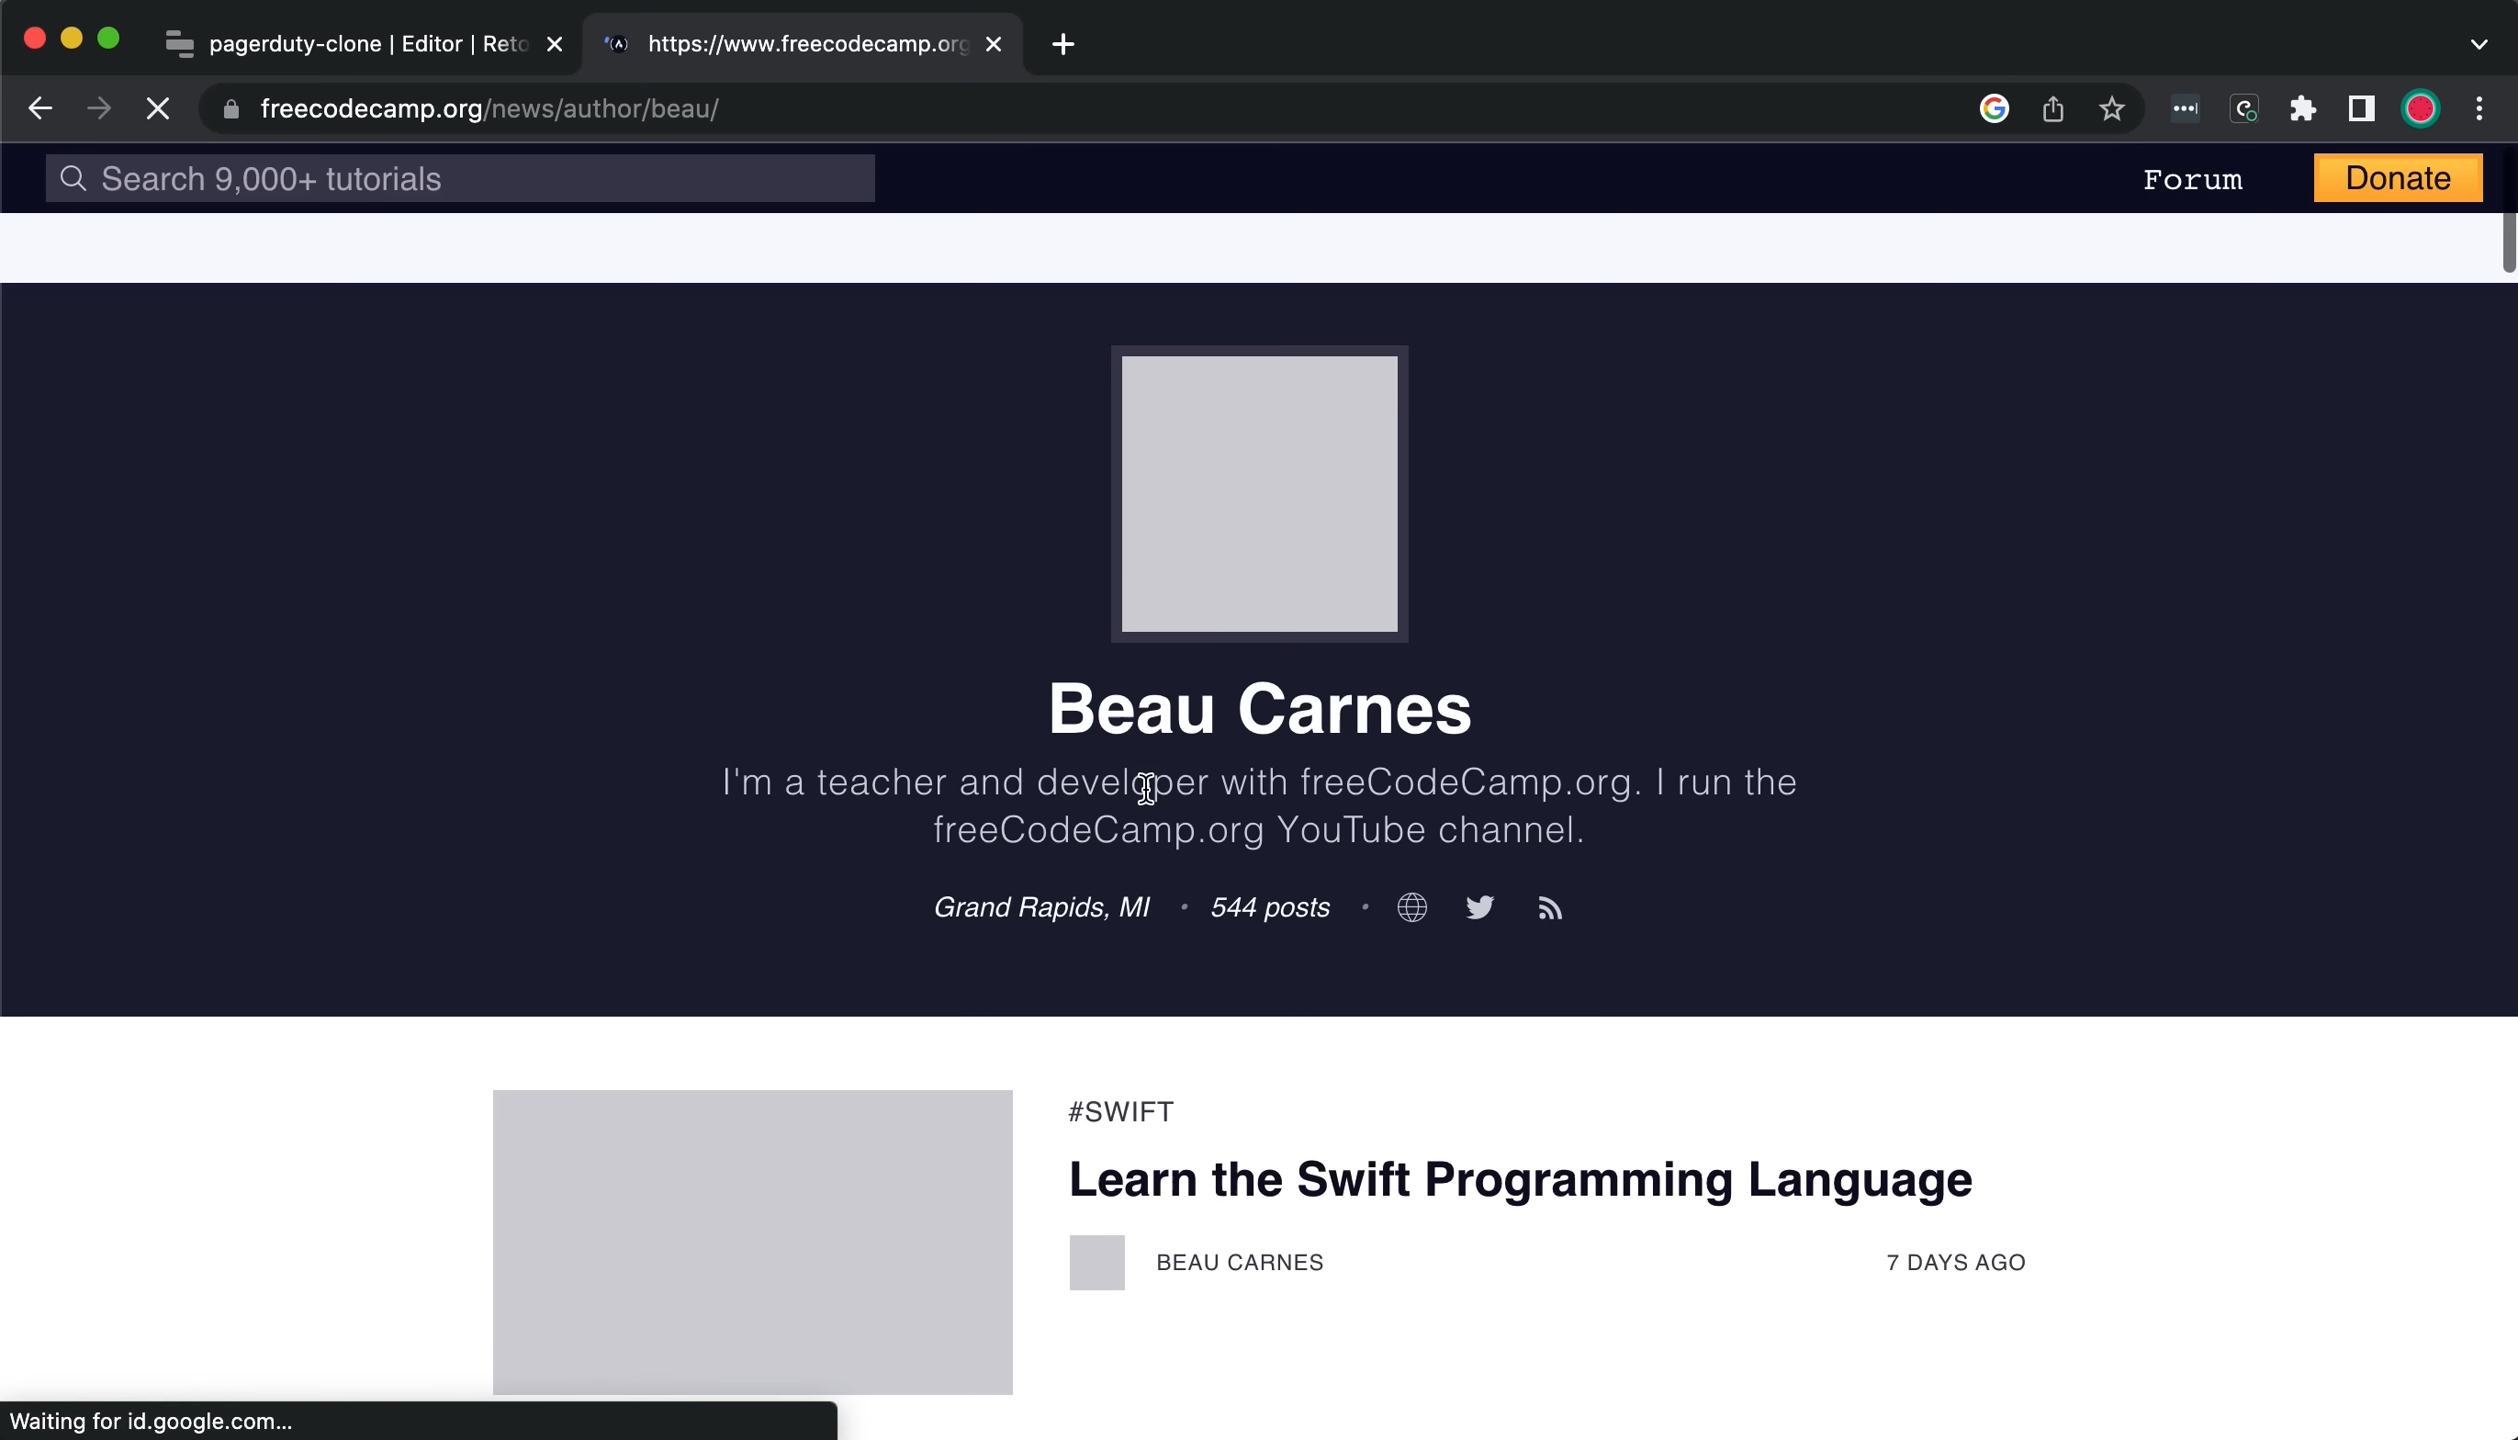 pagerduty-clone | Editor | Reto
https://www.freecodecamp.org
freecodecamp.org/news/author/beau/
Search 9,000+ tutorials
Forum
Donate
Beau Carnes
I'm a teacher and developer with freeCodeCamp.org. I run the
freeCodeCamp.org YouTube channel.
Grand Rapids, MI • 544 posts •
#SWIFT
Learn the Swift Programming Language
BEAU CARNES
7 DAYS AGO
Waiting for id.google.com...